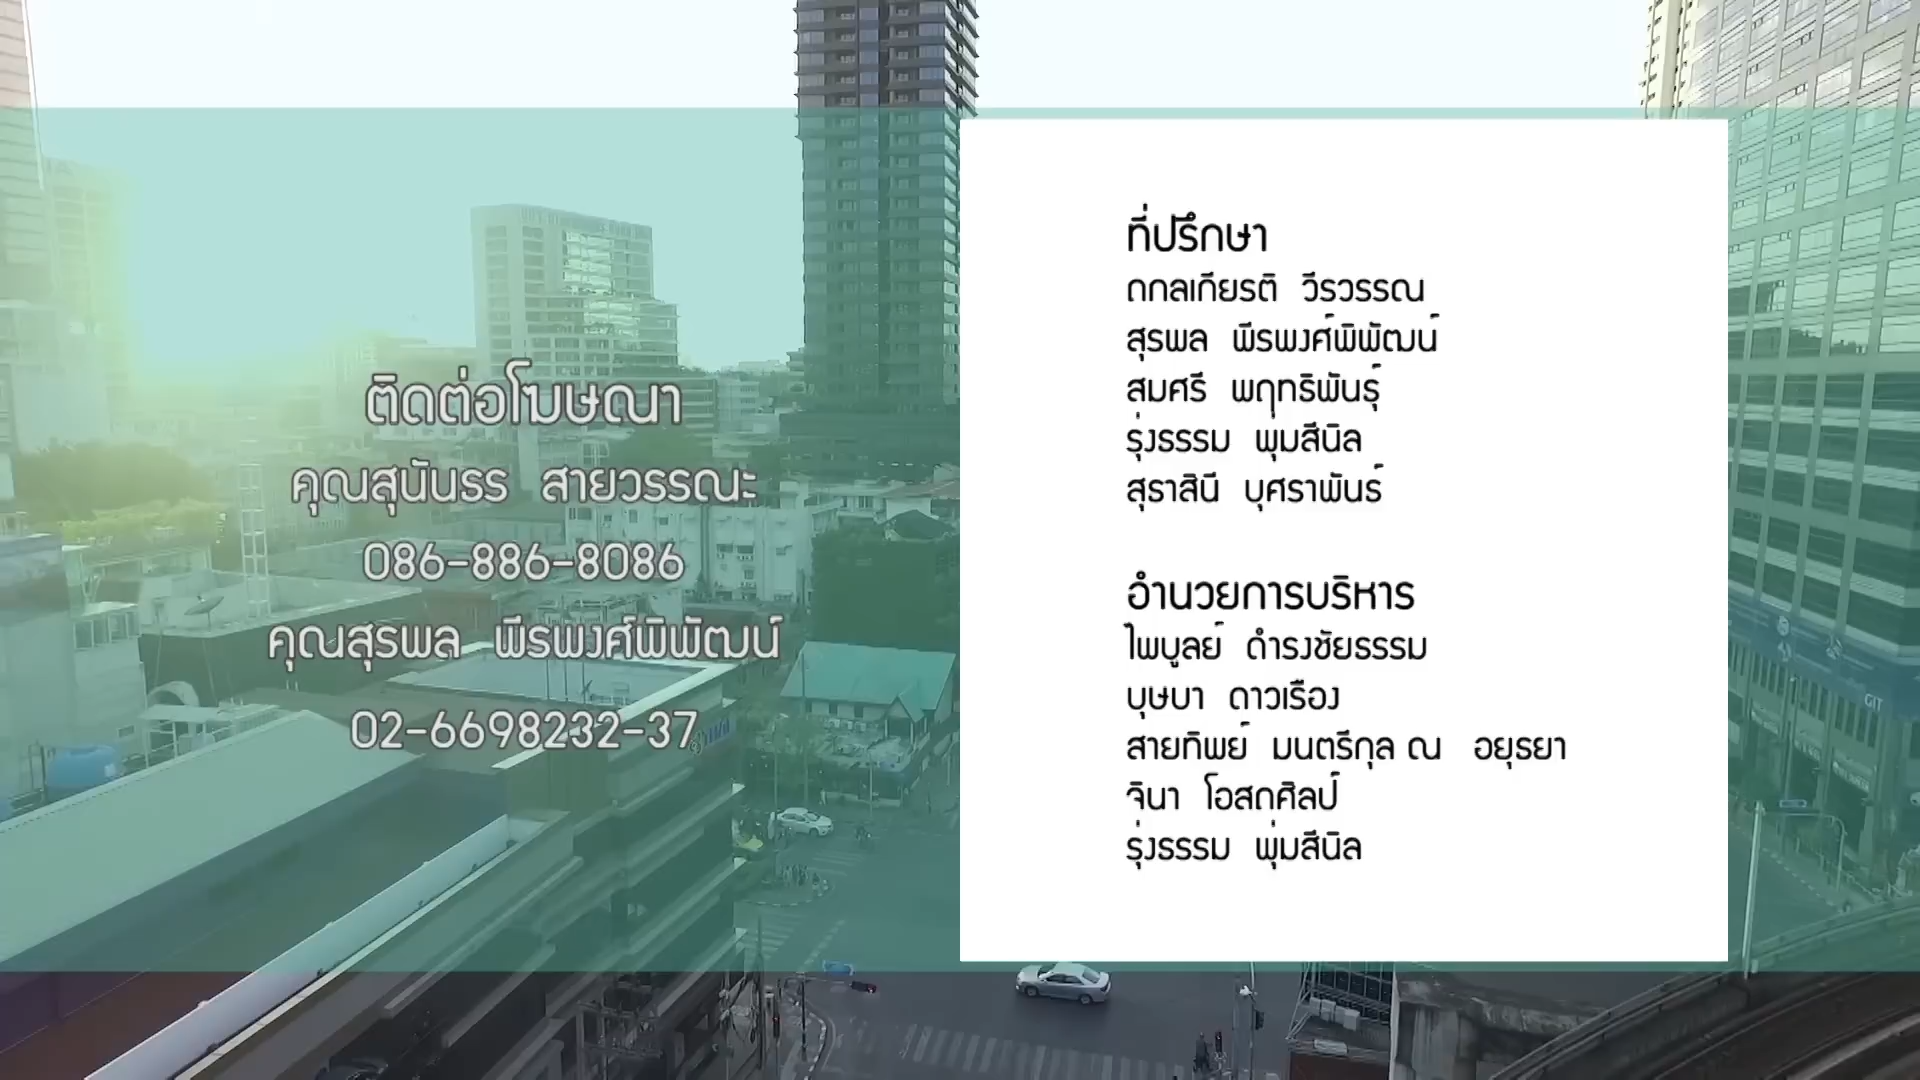 ติดต่อโฆษณา
คุณสุนันธร สายวรรณะ
086-886-8086
คุณสุรพล พีรพงศ์พิพัฒน์
02-6698232-37
ที่ปรึกษา
ดกลเกียรติ วีรวรรณ
สุรพล พีรพงศ์พิพัฒน์
สมศรี พฤทธิพันธุ์
รุ่งธรรม พุ่มสีนิล
สุธาสินี บุศราพันธ์
อำนวยการบริหาร
ไพบูลย์ ดำรงชัยธรรม
บุษบา ดาวเรือง
สายทิพย์ มนตรีกุล ณ อยุธยา
จินา โอสถศิลป์
รุ่งธรรม พุ่มสีนิล
GIT